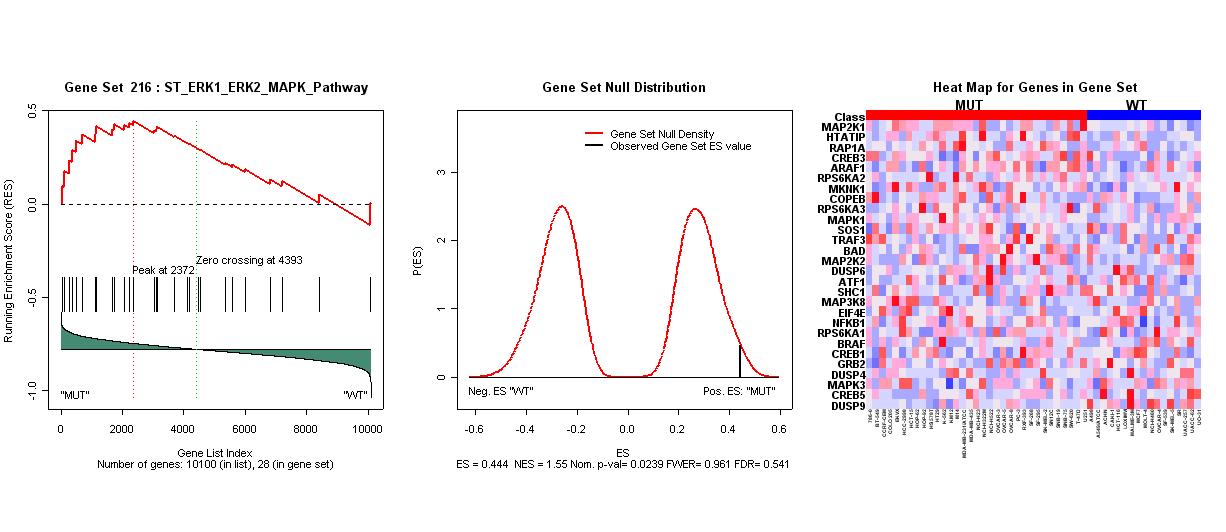 Gene Set 216 : ST_ERK1_ERK2_MAPK_Pathway
Running Enrichment Score (RES)
0.5
0.0
-0.5
-1.0
Zero crossing at 4393
Peak at 2372
"MUT"
"WT"
0
2000
4000
6000
8000
10000
Gene List Index
Number of genes: 10100 (in list), 28 (in gene set)
Gene Set Null Distribution
P(ES)
3
2
1
0
Gene Set Null Density
Observed Gene Set ES value
Neg. ES "WT"
Pos. ES: "MUT"
-0.6
-0.4
-0.2
0.0
0.2
0.4
0.6
ES
ES = 0.444 NES = 1.55 Nom. p-val= 0.0239 FWER= 0.961 FDR= 0.541
Heat Map for Genes in Gene Set
MUT
WT
Class
MAP2K1
HTATIP
RAP1A
CREB3
ARAF1
RPS6KA2
MKNK1
COPEB
RPS6KA3
MAPK1
SOS1
TRAF3
BAD
MAP2K2
DUSP6
ATF1
SHC1
MAP3K8
EIF4E
NFKB1
RPS6KA1
BRAF
CREB1
GRB2
DUSP4
MAPK3
CREB5
DUSP9